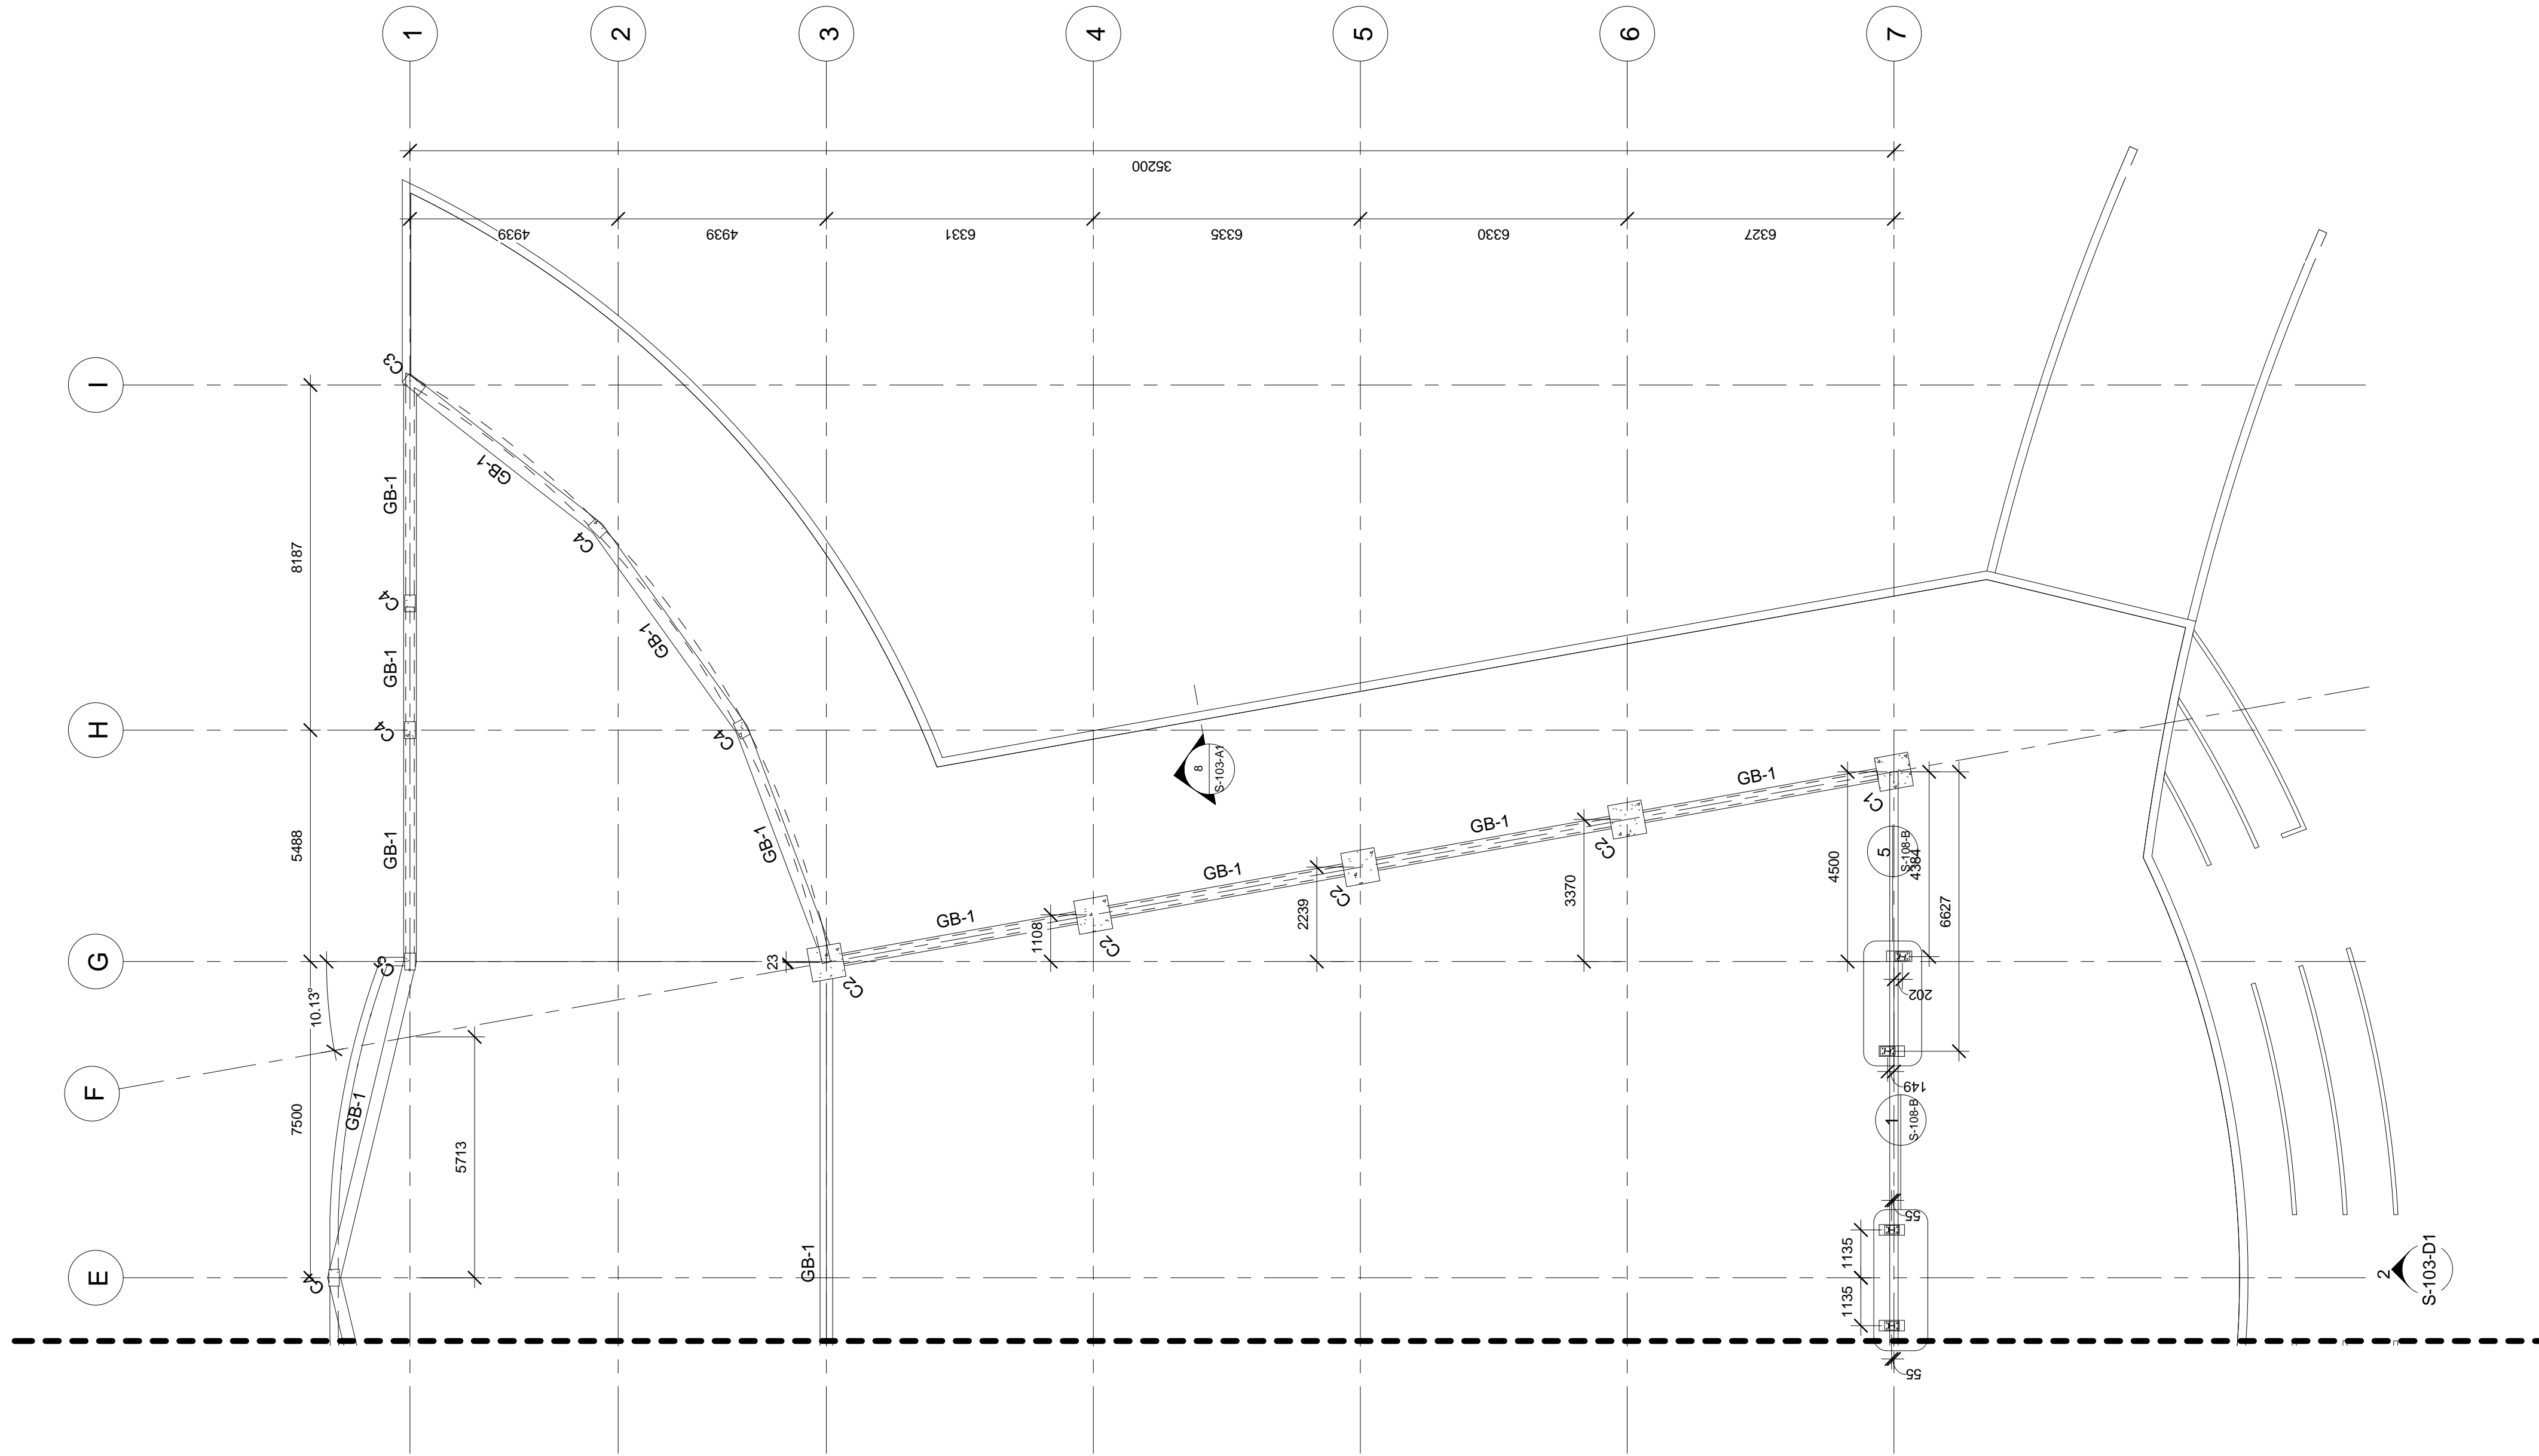 1
2
3
4
5
6
7
35200
4939
4939
6331
6335
6330
6327
I
C3
GB-1
GB-1
8187
C4
C4
GB-1
GB-1
H
C4
C4
8
S-103-A1
GB-1
5488
GB-1
GB-1
GB-1
GB-1
C1
5
S-108-B
4500
4384
6627
C2
3370
C2
2239
GB-1
1108
C2
G
C5
23
C2
202
10.13°
F
7500
GB-1
149
1
S-108-B
5713
55
1135
GB-1
E
C4
1135
2
S-103-D1
55